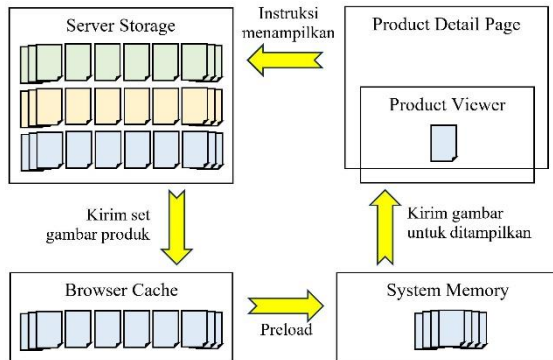 Server Storage
Instruksi
menampilkan
Product Detail Page
Product Viewer
Kirim set
gambar produk
Kirim gambar
untuk ditampilkan
Browser Cache
Preload
System Memory